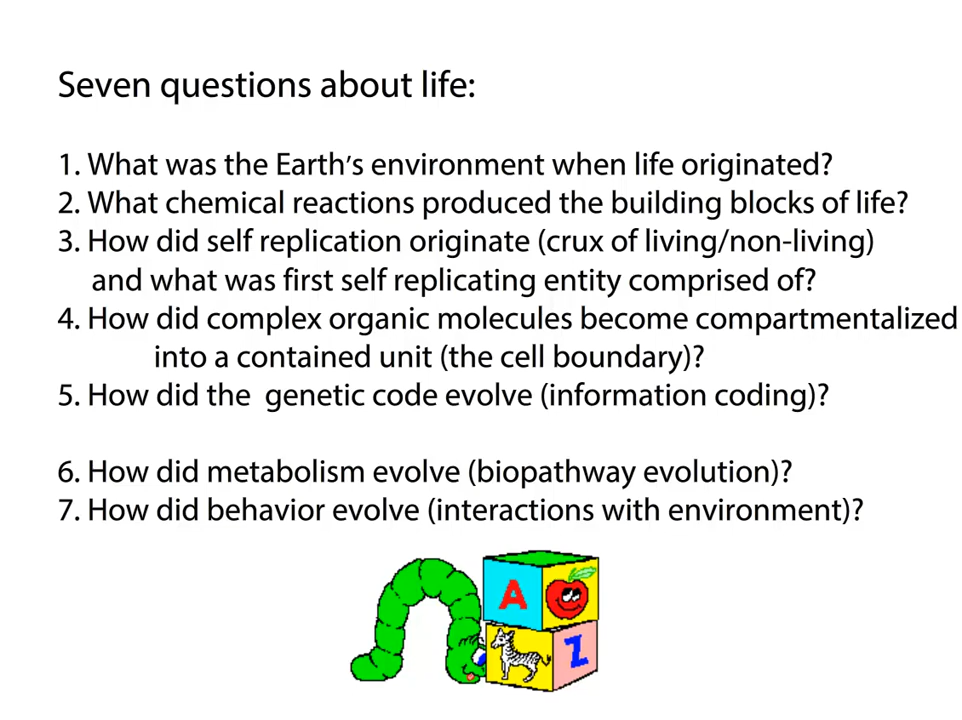 Seven questions about life:
1. What was the Earth's environment when life originated?
2. What chemical reactions produced the building blocks of life?
3. How did self replication originate (crux of living/non-living)
and what was first self replicating entity comprised of?
4. How did complex organic molecules become compartmentalized
into a contained unit (the cell boundary)?
5. How did the  genetic code evolve (information coding)?
6. How did metabolism evolve (biopathway evolution)?
7. How did behavior evolve (interactions with environment)?
A
Z